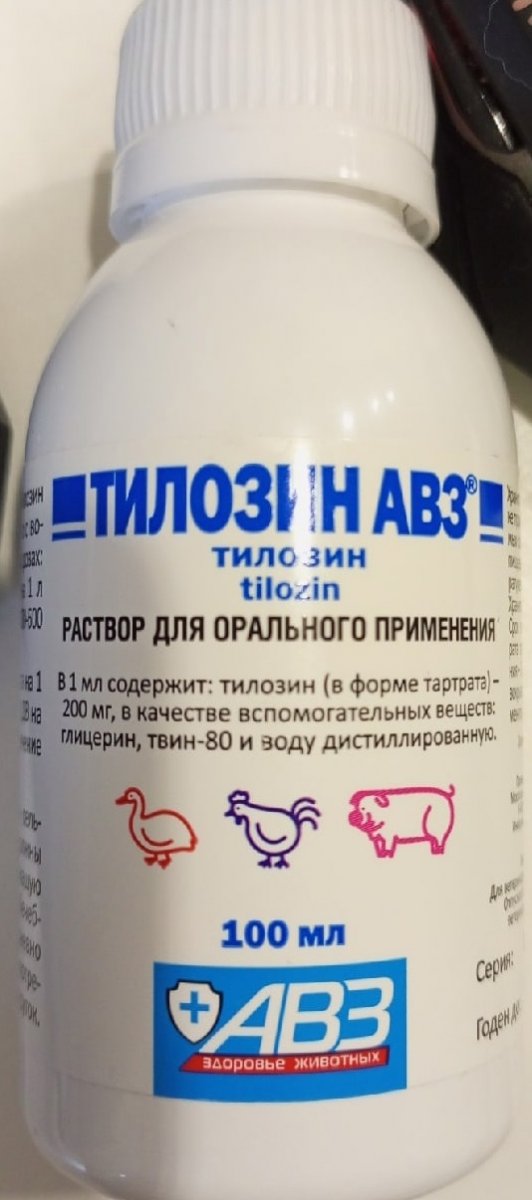 ТИЛОЗИН АВЗ®
ТИЛОЗИН
tilozin
РАСТВОР ДЛЯ ОРАЛЬНОГО ПРИМЕНЕНИЯ
В 1 мл содержит: тилозин (в форме тартрата) –
200 мг, в качестве вспомогательных веществ:
глицерин, твин-80 и воду дистиллированную.
100 мл
АВЗ
ЗДОРОВЬЕ ЖИВОТНЫХ
Серия:
Годен